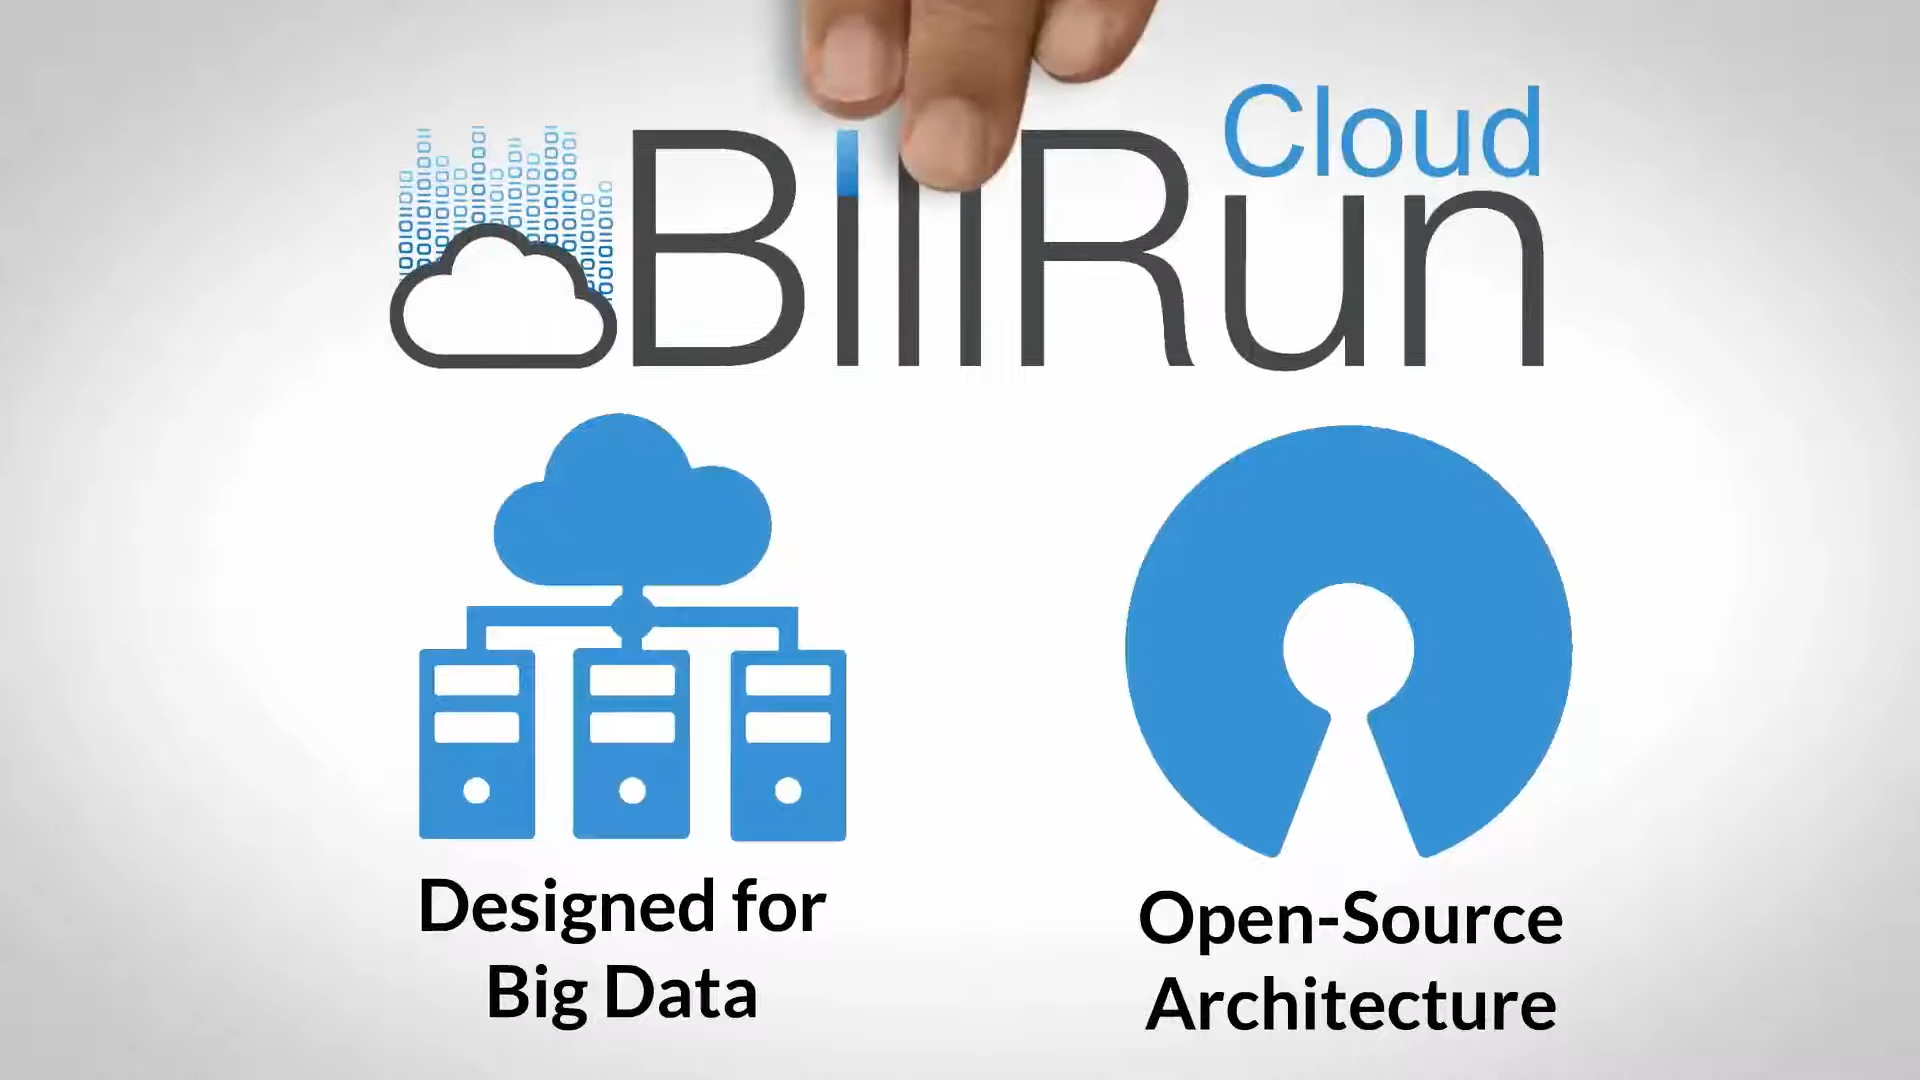 Cloud
BillRun
Designed for
Big Data
Open-Source
Architecture